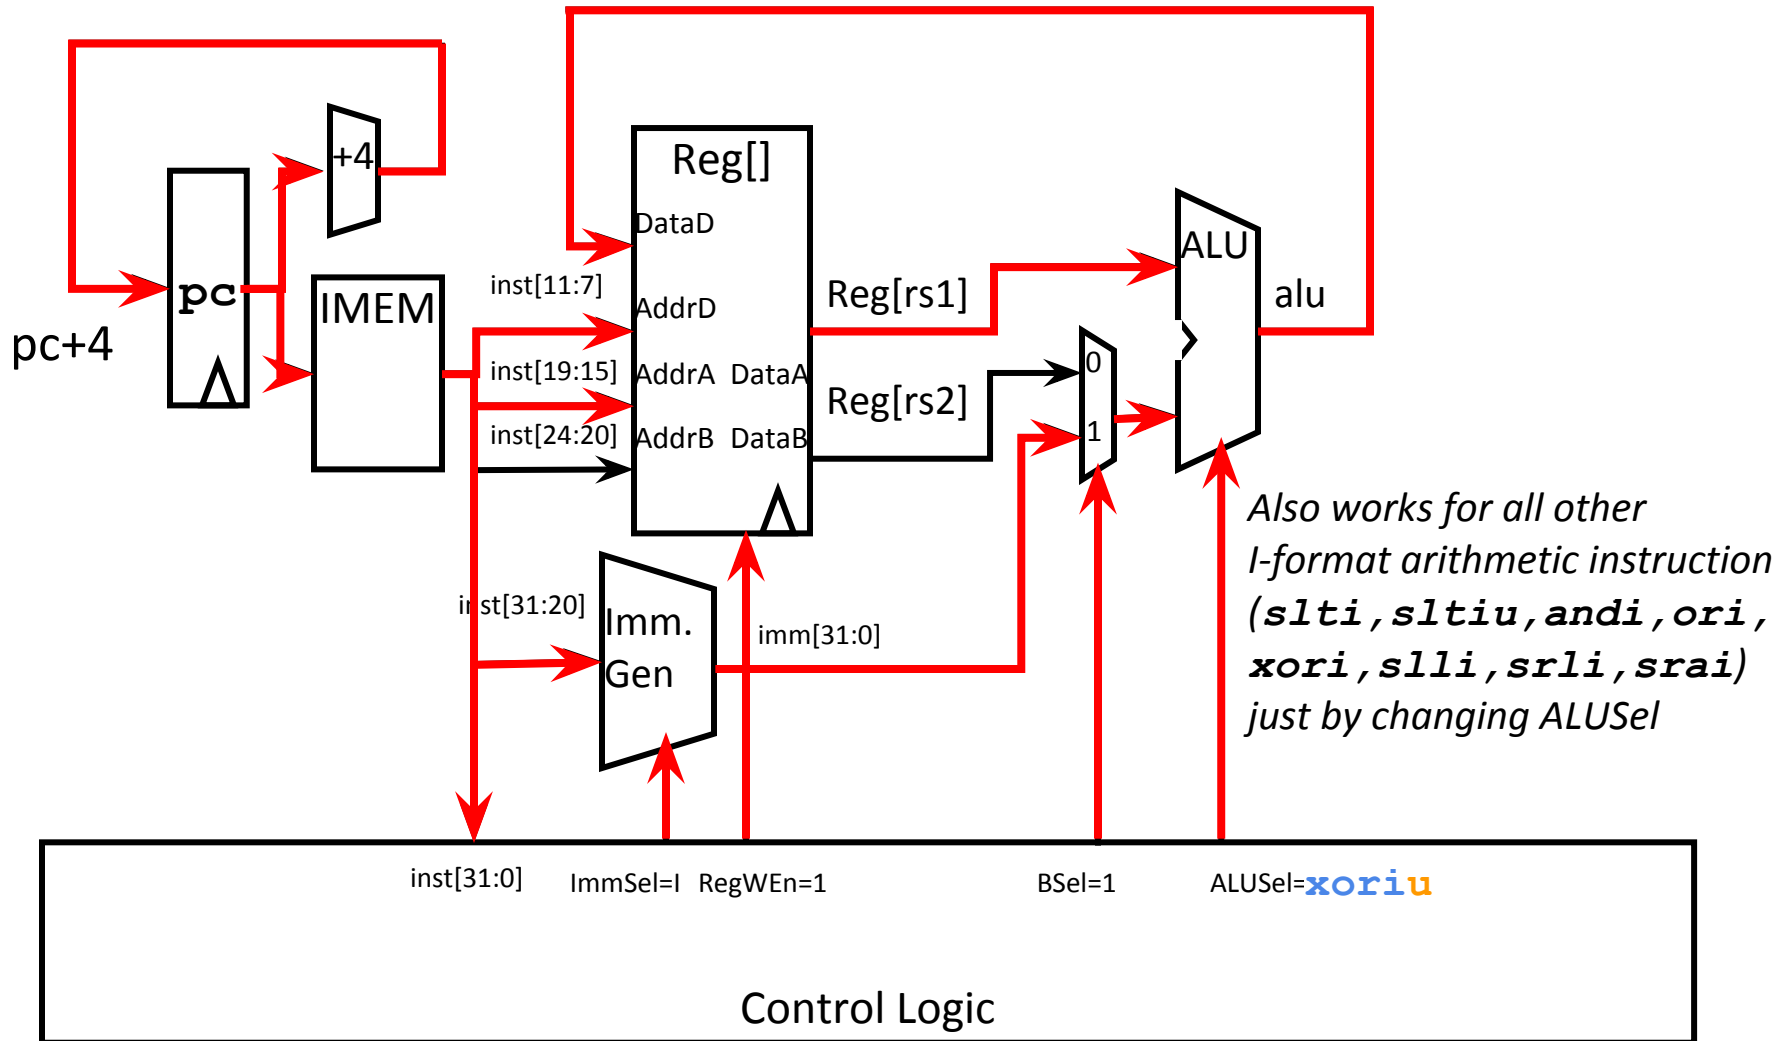 +4
Reg[]
DataD
ALU
inst[11:7]
pc
IMEM
AddrD
Reg[rs1]
alu
pc+4
inst[19:15]
AddrA DataA
0
Reg[rs2]
inst[24:20]
AddrB DataB
1
Also works for all other
I-format arithmetic instruction
(slti,sltiu,andi,ori,
xori,slli,srli,srai)
just by changing ALUSel
inst[31:20]
Imm.
Gen
imm[31:0]
inst[31:0]
ImmSel=I
RegWEn=1
BSel=1
ALUSel=xoriu
Control Logic